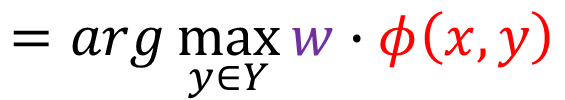 = arg max w · ϕ(x, y)
y∈Y